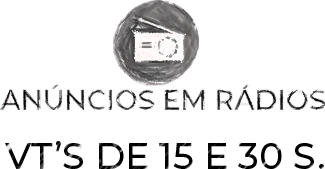 ANÚNCIOS EM RÁDIOS
VT'S DE 15 E 30 S.